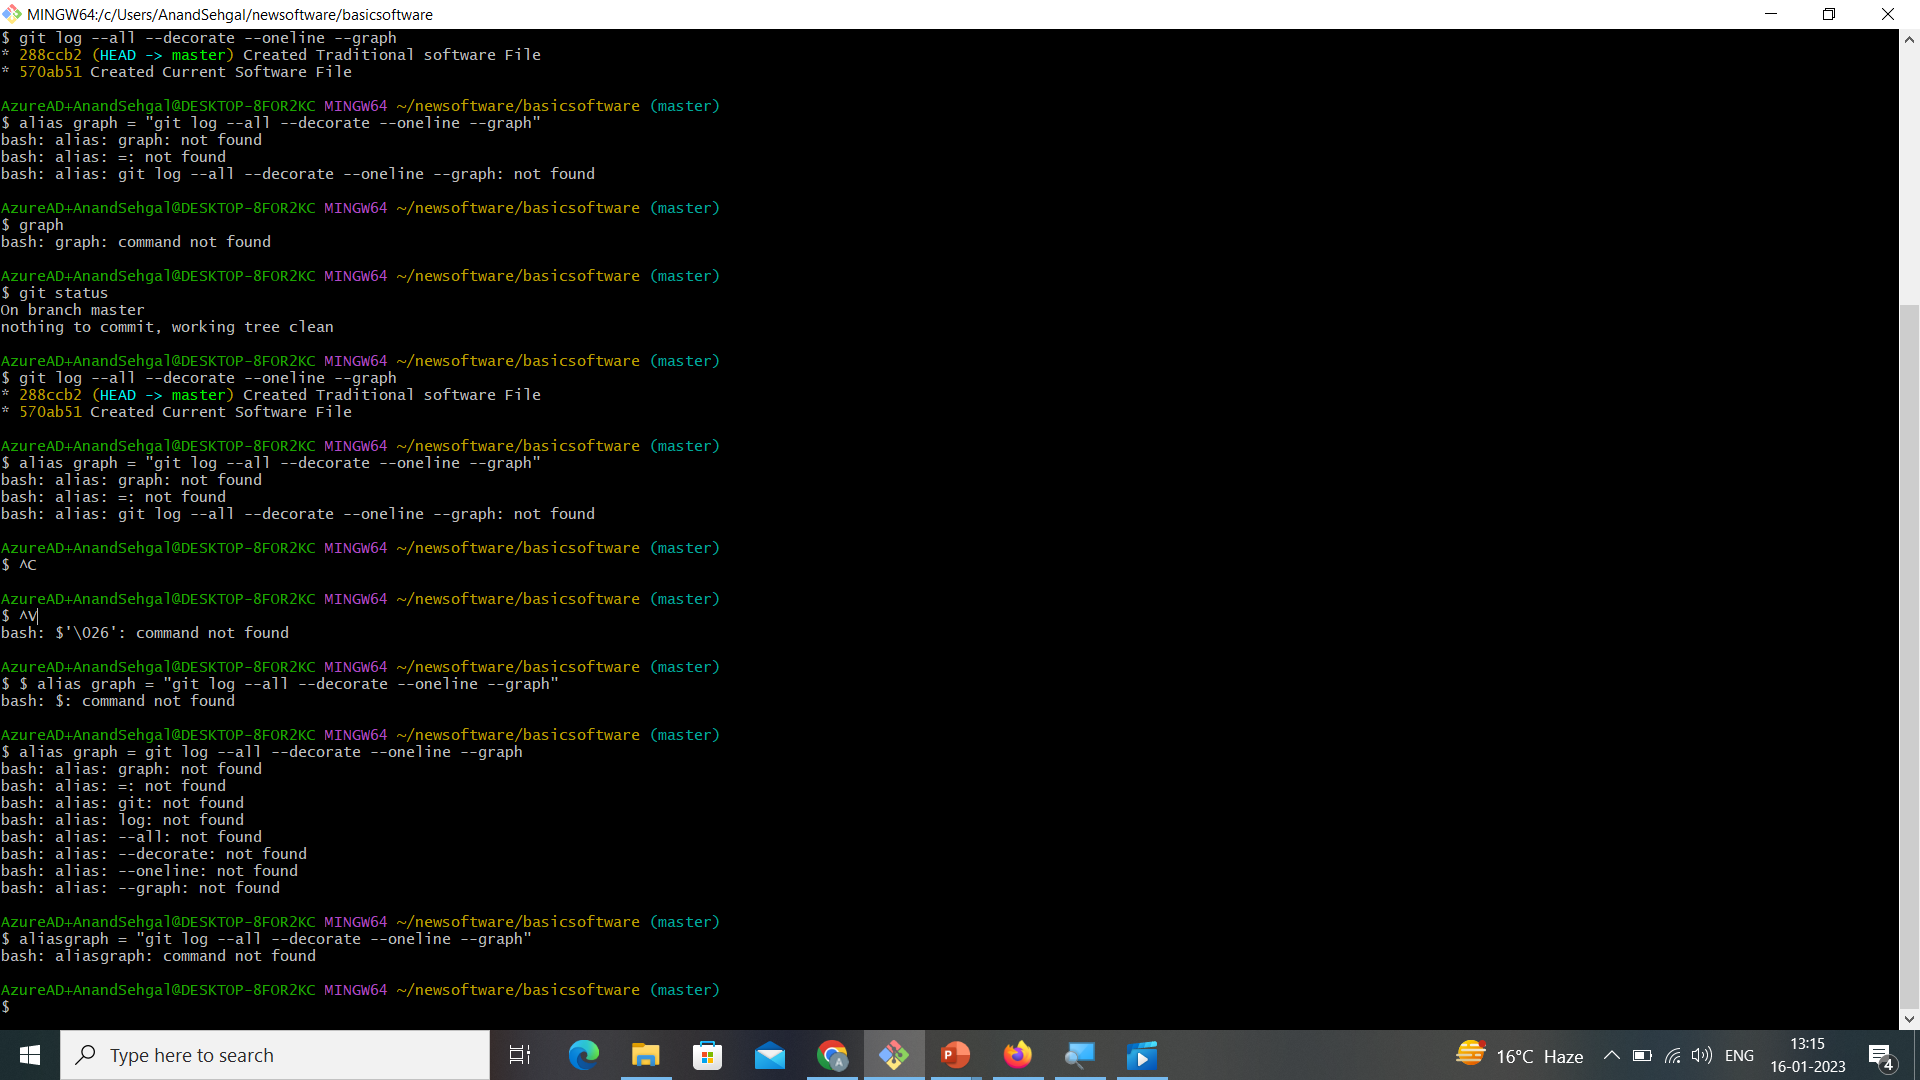 MINGW64:/c/Users/AnandSehgal/newsoftware/basicsoftware
$ git log --all --decorate --oneline --graph
* 288ccb2 (HEAD -> master) Created Traditional software File
* 570ab51 Created Current Software File
AzureAD+AnandSehgal@DESKTOP-8FOR2KC MINGW64 ~/newsoftware/basicsoftware (master)
$ alias graph = "git log --all --decorate --oneline --graph"
bash: alias: graph: not found
bash: alias: =: not found
bash: alias: git log --all --decorate --oneline --graph: not found
AzureAD+AnandSehgal@DESKTOP-8FOR2KC MINGW64 ~/newsoftware/basicsoftware (master)
$ graph
bash: graph: command not found
AzureAD+AnandSehgal@DESKTOP-8FOR2KC MINGW64 ~/newsoftware/basicsoftware (master)
$ git status
On branch master
nothing to commit, working tree clean
AzureAD+AnandSehgal@DESKTOP-8FOR2KC MINGW64 ~/newsoftware/basicsoftware (master)
$ git log --all --decorate --oneline --graph
* 288ccb2 (HEAD -> master) Created Traditional software File
* 570ab51 Created Current Software File
AzureAD+AnandSehgal@DESKTOP-8FOR2KC MINGW64 ~/newsoftware/basicsoftware (master)
$ alias graph = "git log --all --decorate --oneline --graph"
bash: alias: graph: not found
bash: alias: =: not found
bash: alias: git log --all --decorate --oneline --graph: not found
AzureAD+AnandSehgal@DESKTOP-8FOR2KC MINGW64 ~/newsoftware/basicsoftware (master)
$ ^C
AzureAD+AnandSehgal@DESKTOP-8FOR2KC MINGW64 ~/newsoftware/basicsoftware (master)
$ ^V
bash: $'\026': command not found
AzureAD+AnandSehgal@DESKTOP-8FOR2KC MINGW64 ~/newsoftware/basicsoftware (master)
$ $ alias graph = "git log --all --decorate --oneline --graph"
bash: $: command not found
AzureAD+AnandSehgal@DESKTOP-8FOR2KC MINGW64 ~/newsoftware/basicsoftware (master)
$ alias graph = git log --all --decorate --oneline --graph
bash: alias: graph: not found
bash: alias: =: not found
bash: alias: git: not found
bash: alias: log: not found
bash: alias: --all: not found
bash: alias: --decorate: not found
bash: alias: --oneline: not found
bash: alias: --graph: not found
AzureAD+AnandSehgal@DESKTOP-8FOR2KC MINGW64 ~/newsoftware/basicsoftware (master)
$ aliasgraph = "git log --all --decorate --oneline --graph"
bash: aliasgraph: command not found
AzureAD+AnandSehgal@DESKTOP-8FOR2KC MINGW64 ~/newsoftware/basicsoftware (master)
$
Type here to search
A
P
16°C Haze
ENG
13:15
16-01-2023
4